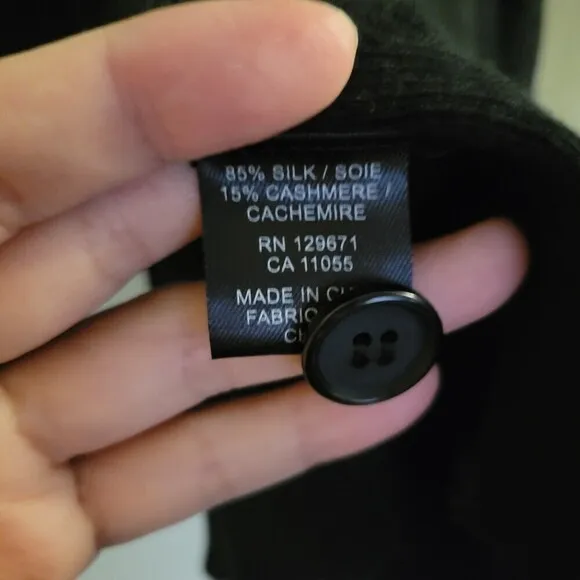 85% SILK / SOIE
15% CASHMERE /
CACHEMIRE
RN 129671
CA 11055
MADE IN